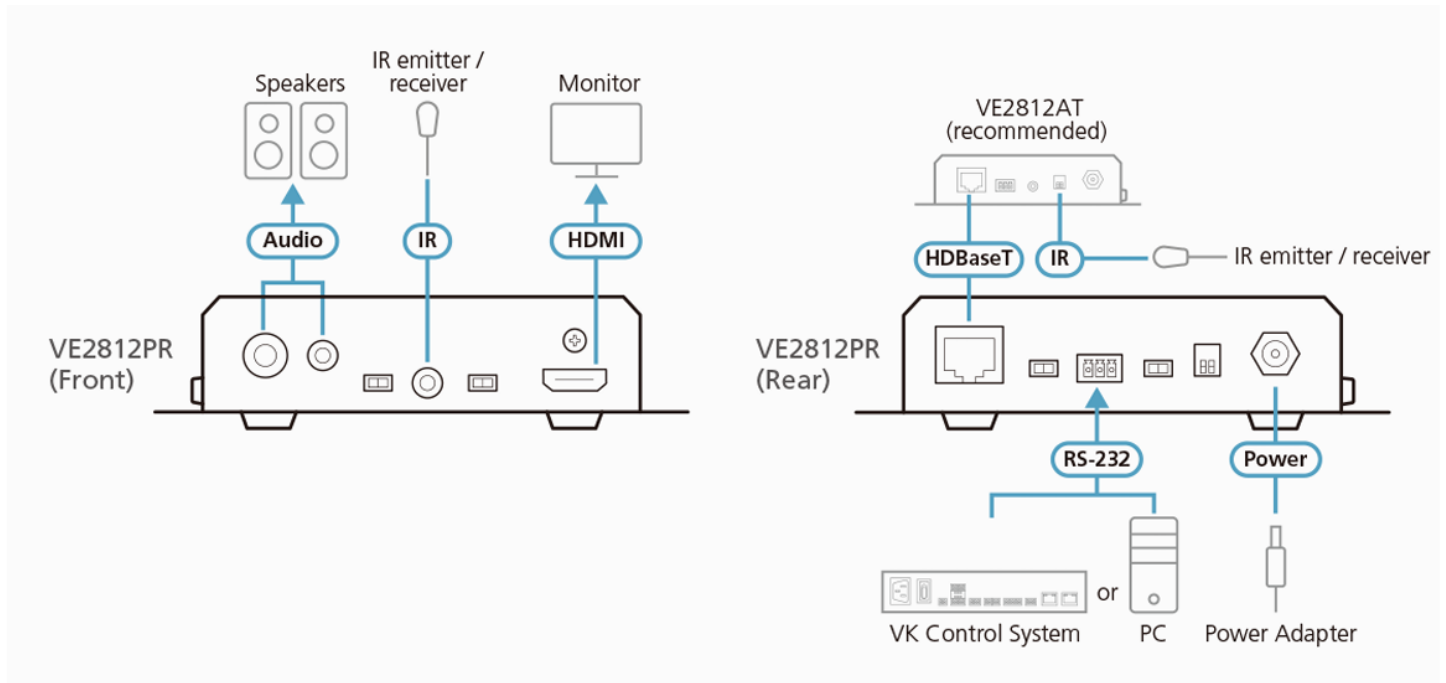 Speakers
IR emitter /
receiver
Monitor
Audio
IR
HDMI
VE2812PR
(Front)
VE2812AT
(recommended)
HDBaseT
IR
IR emitter / receiver
VE2812PR
(Rear)
RS-232
Power
or
VK Control System
PC
Power Adapter